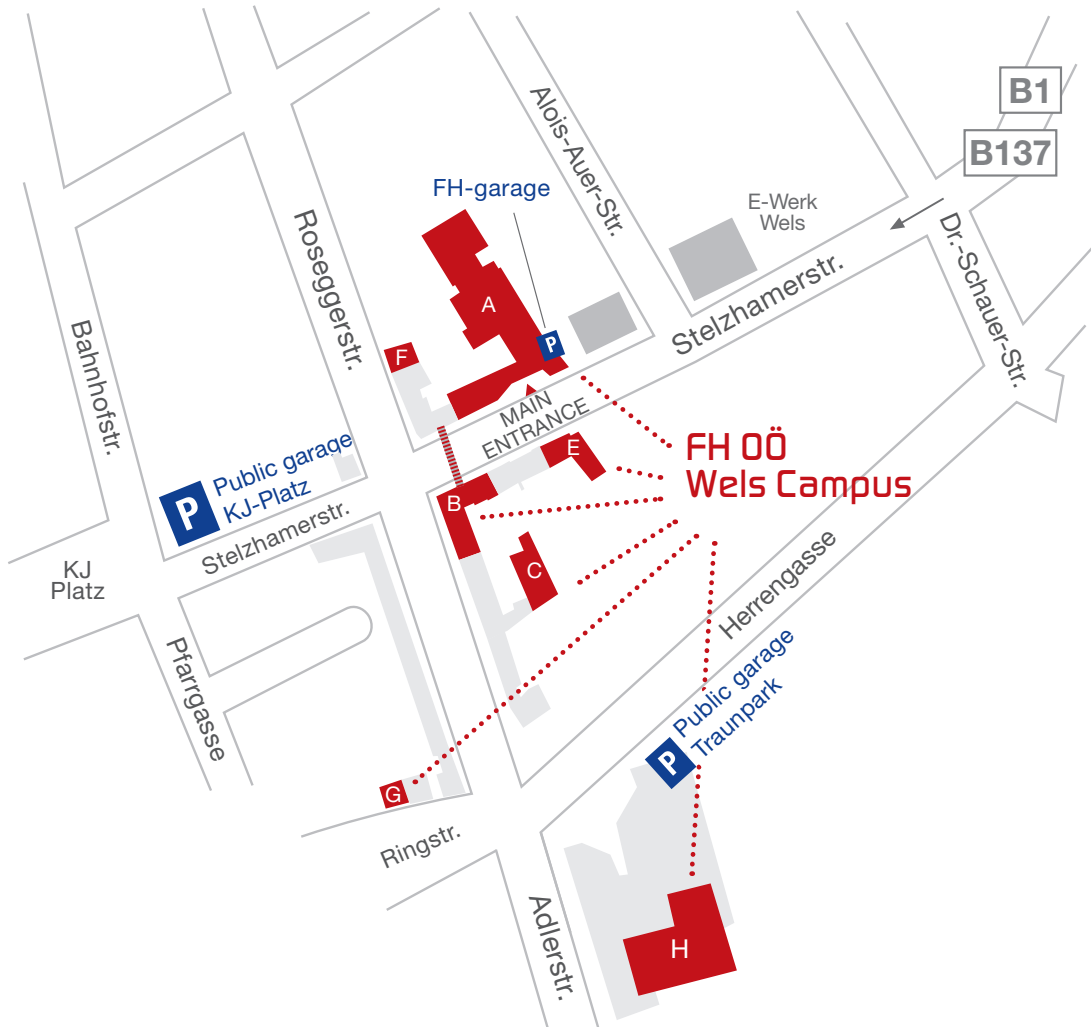 B1
B137
Alois-Auer-Str.
FH-garage
E-Werk
Wels
Roseggerstr.
Dr.-Schauer-Str.
Stelzhamerstr.
A
P
F
Bahnhofstr.
MAIN
ENTRANCE
E
FH OÖ
Wels Campus
Public garage
KJ-Platz
P
B
Stelzhamerstr.
C
KJ
Platz
Herrengasse
Pfarrgasse
Public garage
Traunpark
P
G
Ringstr.
Adlerstr.
H